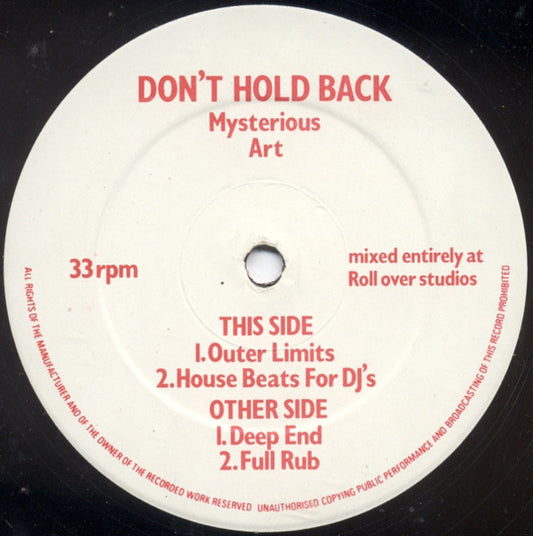 DON'T HOLD BACK
Mysterious
Art
33 rpm
mixed entirely at
Roll over studios
THIS SIDE
1. Outer Limits
2. House Beats For DJ's
OTHER SIDE
1. Deep End
2. Full Rub
ALL RIGHTS OF THE MANUFACTURER AND OF THE OWNER OF THE RECORDED WORK RESERVED UNAUTHORISED COPYING PUBLIC PERFORMANCE AND BROADCASTING OF THIS RECORD PROHIBITED